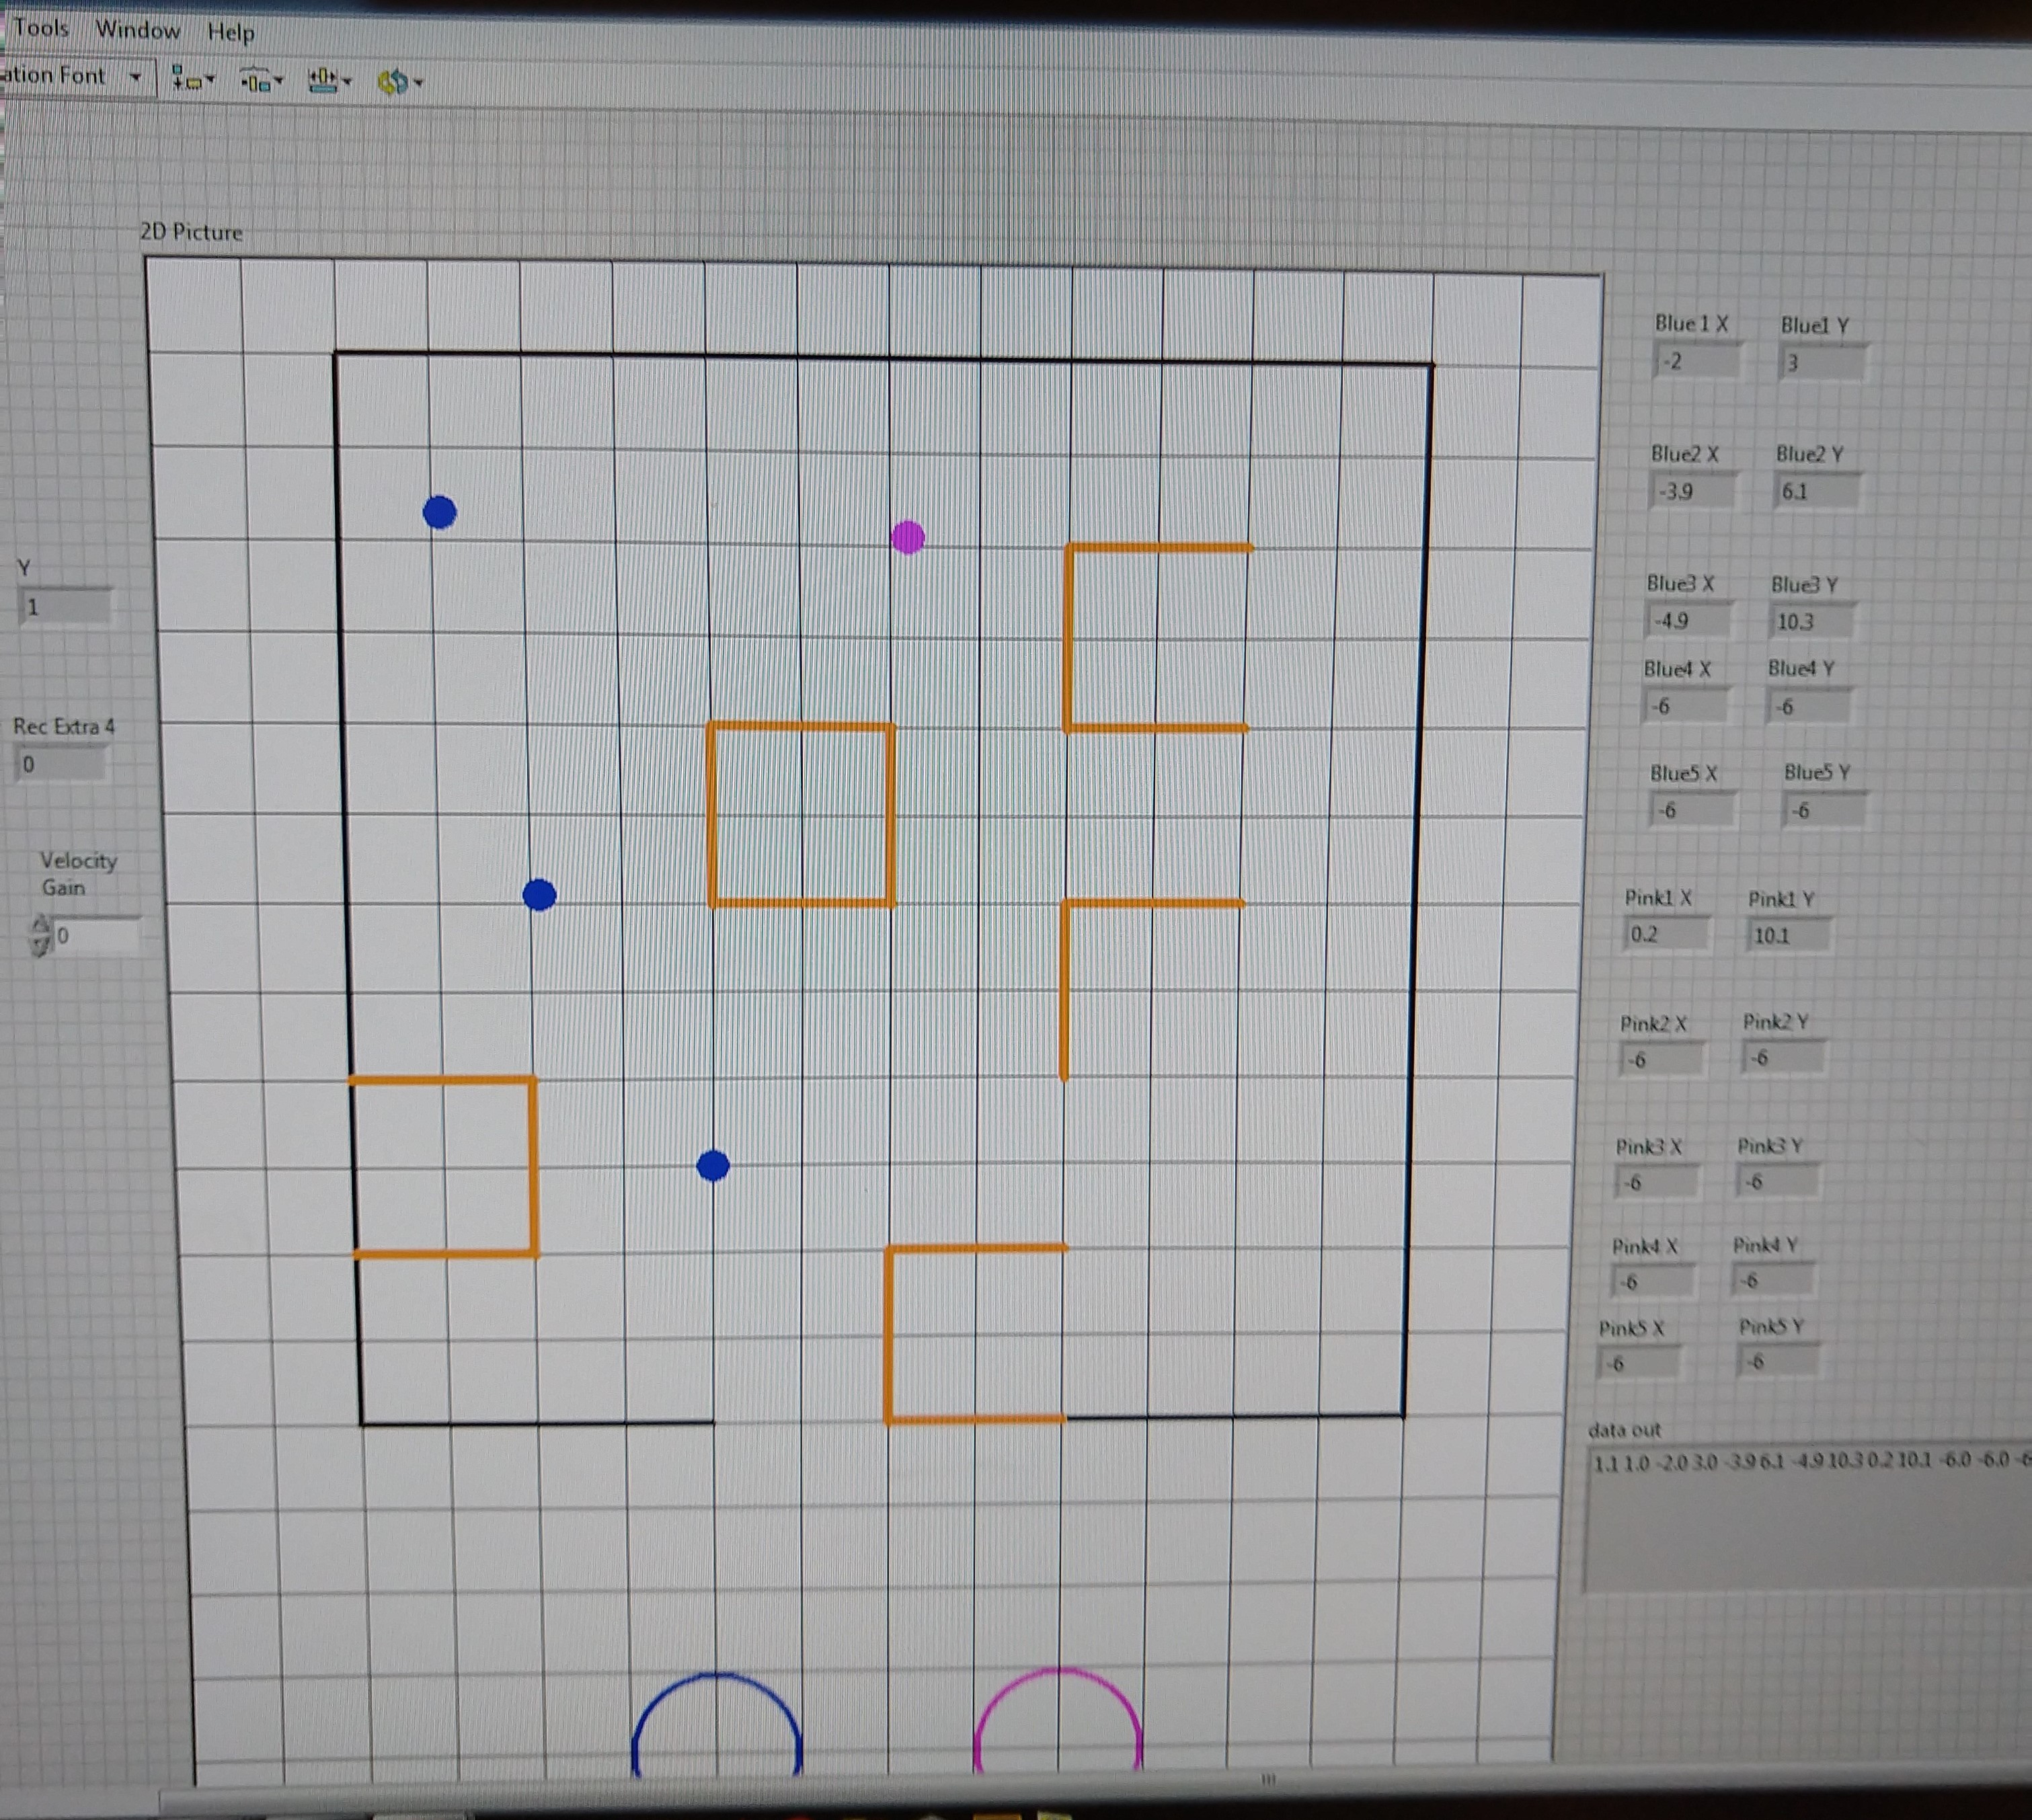 Tools Window Help
ation Font
2D Picture
Blue 1 X Blue1 Y
-2 3
Blue2 X Blue2 Y
-3.9 6.1
Y
1
Blue3 X Blue3 Y
-4.9 10.3
Blue4 X Blue4 Y
-6 -6
Rec Extra 4
0
Blue5 X Blue5 Y
-6 -6
Velocity
Gain
0
Pink1 X Pink1 Y
0.2 10.1
Pink2 X Pink2 Y
-6 -6
Pink3 X Pink3 Y
-6 -6
Pink4 X Pink4 Y
-6 -6
Pink5 X Pink5 Y
-6 -6
data out
1.1 1.0 -2.0 3.0 -3.9 6.1 -4.9 10.3 0.2 10.1 -6.0 -6.0 -6